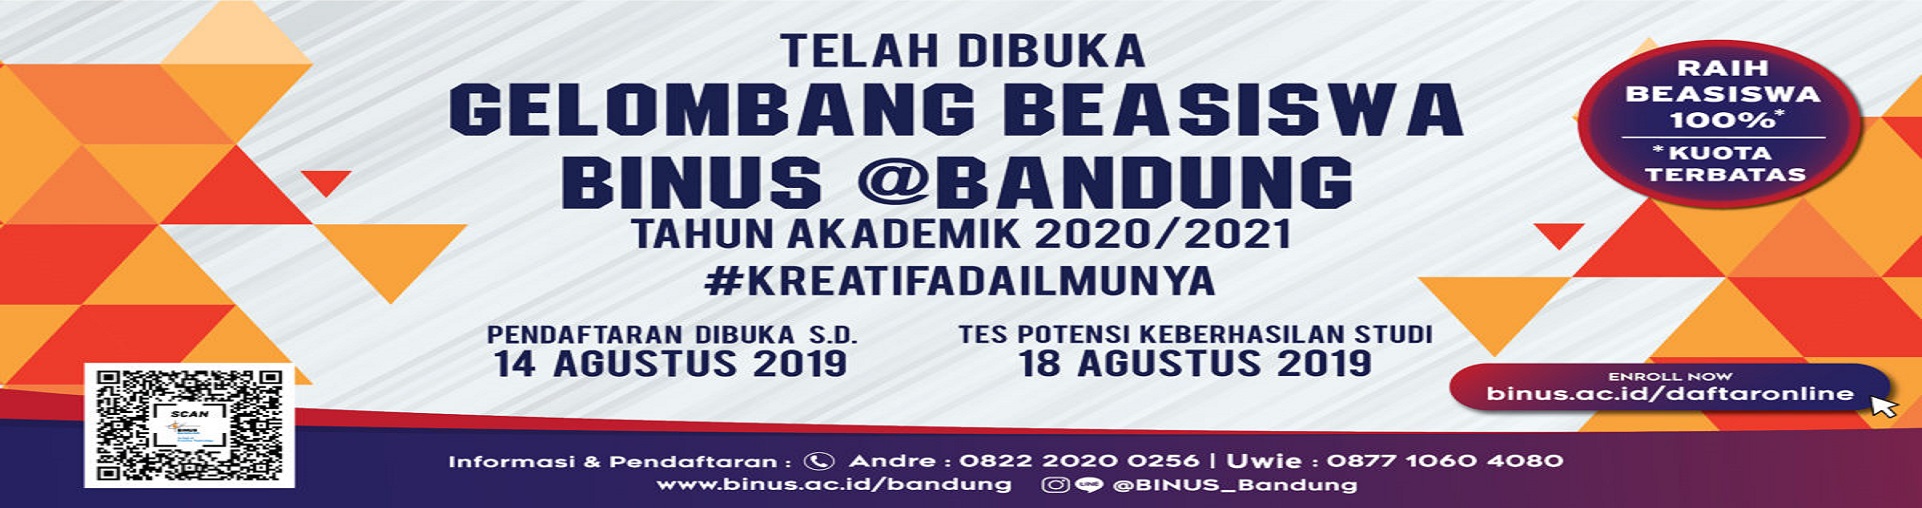 TELAH DIBUKA
GELOMBANG BEASISWA
BINUS @BANDUNG
TAHUN AKADEMIK 2020/2021
#KREATIFADAILMUNYA
PENDAFTARAN DIBUKA S.D.
14 AGUSTUS 2019
TES POTENSI KEBERHASILAN STUDI
18 AGUSTUS 2019
RAIH
BEASISWA
100%*
*KUOTA
TERBATAS
ENROLL NOW
binus.ac.id/daftaronline
SCAN
BINUS
Informasi & Pendaftaran : Andre : 0822 2020 0256 | Uwie : 0877 1060 4080
www.binus.ac.id/bandung LINE @BINUS_Bandung